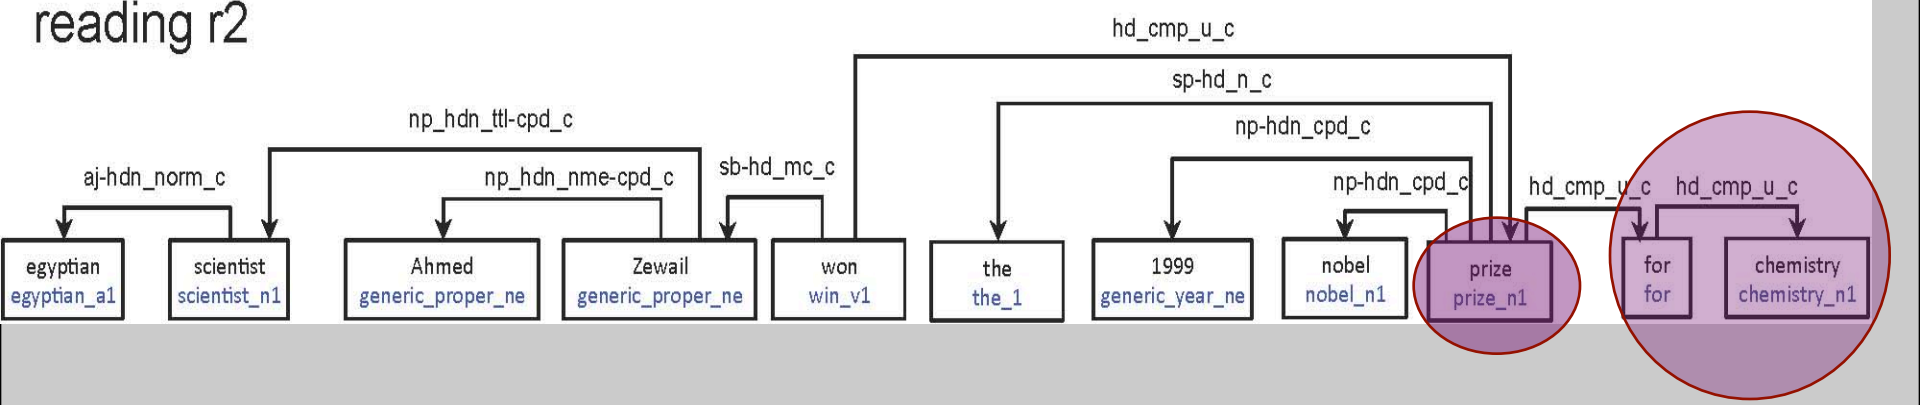 reading r2
hd_cmp_u_c
sp-hd_n_c
np_hdn_ttl-cpd_c
np-hdn_cpd_c
sb-hd_mc_c
aj-hdn_norm_c
np_hdn_nme-cpd_c
np-hdn_cpd_c
hd_cmp_u_c
hd_cmp_u_c
egyptian
egyptian_a1
scientist
scientist_n1
Ahmed
generic_proper_ne
Zewail
generic_proper_ne
won
win_v1
the
the_1
1999
generic_year_ne
nobel
nobel_n1
prize
prize_n1
for
for
chemistry
chemistry_n1